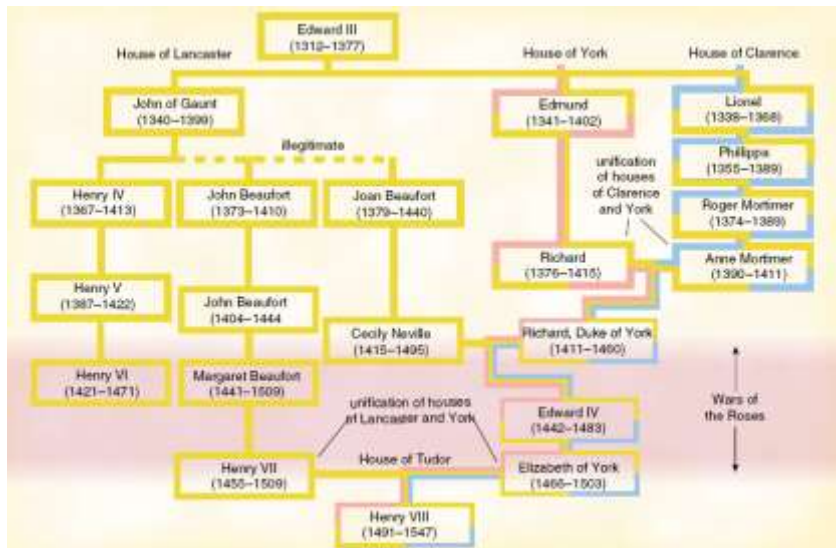 Edward III
(1312–1377)
House of Lancaster
House of York
House of Clarence
John of Gaunt
(1340–1399)
Edmund
(1341–1402)
Lionel
(1338–1368)
illegitimate
unification
of houses
of Clarence
and York
Phillippa
(1355–1389)
Henry IV
(1367–1413)
John Beaufort
(1373–1410)
Joan Beaufort
(1379–1440)
Roger Mortimer
(1374–1389)
Richard
(1376–1415)
Anne Mortimer
(1390–1411)
Henry V
(1387–1422)
John Beaufort
(1404–1444
Cecily Neville
(1415–1495)
Richard, Duke of York
(1411–1460)
Henry VI
(1421–1471)
Margaret Beaufort
(1441–1509)
unification of houses
of Lancaster and York
Edward IV
(1442–1483)
Wars of
the Roses
Henry VII
(1455–1509)
House of Tudor
Elizabeth of York
(1466–1503)
Henry VIII
(1491–1547)